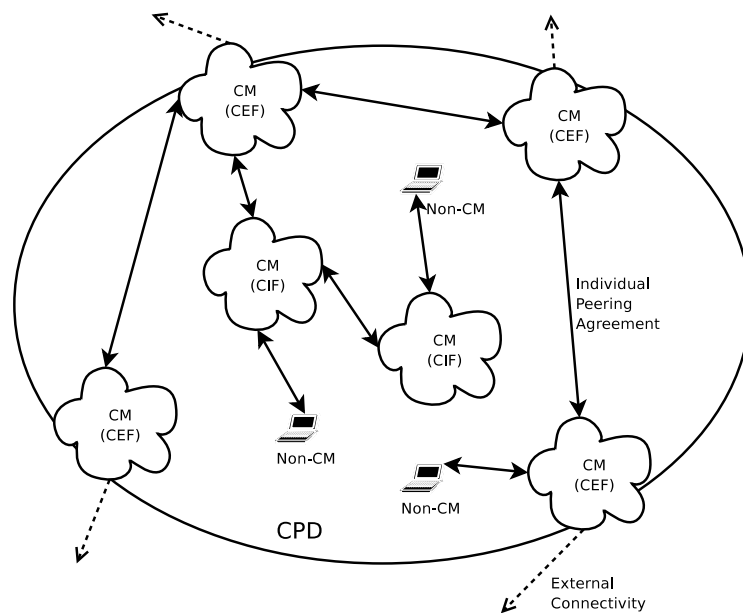 CM
(CEF)
CM
(CEF)
Non-CM
CM
(CIF)
Individual
Peering
Agreement
CM
(CIF)
CM
(CEF)
CM
(CEF)
Non-CM
Non-CM
CPD
External
Connectivity